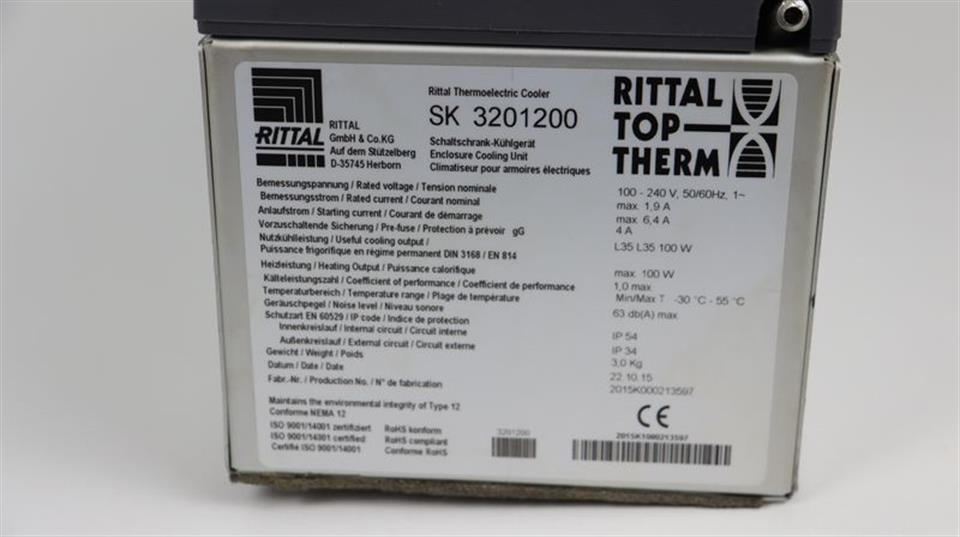 RITTAL
RITTAL
GmbH & Co.KG
Auf dem Stützelberg
D-35745 Herborn
Rittal Thermoelectric Cooler
SK 3201200
Schaltschrank-Kühlgerät
Enclosure Cooling Unit
Climatiseur pour armoires électriques
RITTAL
TOP
THERM
Bemessungspannung / Rated voltage / Tension nominale 100 - 240 V, 50/60Hz, 1~
Bemessungsstrom / Rated current / Courant nominal max. 1,9 A
Anlaufstrom / Starting current / Courant de démarrage max. 6,4 A
Vorzuschaltende Sicherung / Pre-fuse / Protection à prévoir gG 4 A
Nutzkühlleistung / Useful cooling output / L35 L35 100 W
Puissance frigorifique en régime permanent DIN 3168 / EN 814
Heizleistung / Heating Output / Puissance calorifique max. 100 W
Kälteleistungszahl / Coefficient of performance / Coefficient de performance 1,0 max
Temperaturbereich / Temperature range / Plage de température Min/Max T -30 °C - 55 °C
Geräuschpegel / Noise level / Niveau sonore 63 db(A) max
Schutzart EN 60529 / IP code / Indice de protection
Innenkreislauf / Internal circuit / Circuit interne IP 54
Außenkreislauf / External circuit / Circuit externe IP 34
Gewicht / Weight / Poids 3,0 Kg
Datum / Date / Date 22.10.15
Fabr.-Nr. / Production No. / N° de fabrication 2015K000213597
Maintains the environmental integrity of Type 12
Conforme NEMA 12
ISO 9001/14001 zertifiziert RoHS konform
ISO 9001/14001 certified RoHS compliant
Certifié ISO 9001/14001 Conforme RoHS
3201200
CE
2015K1000213597